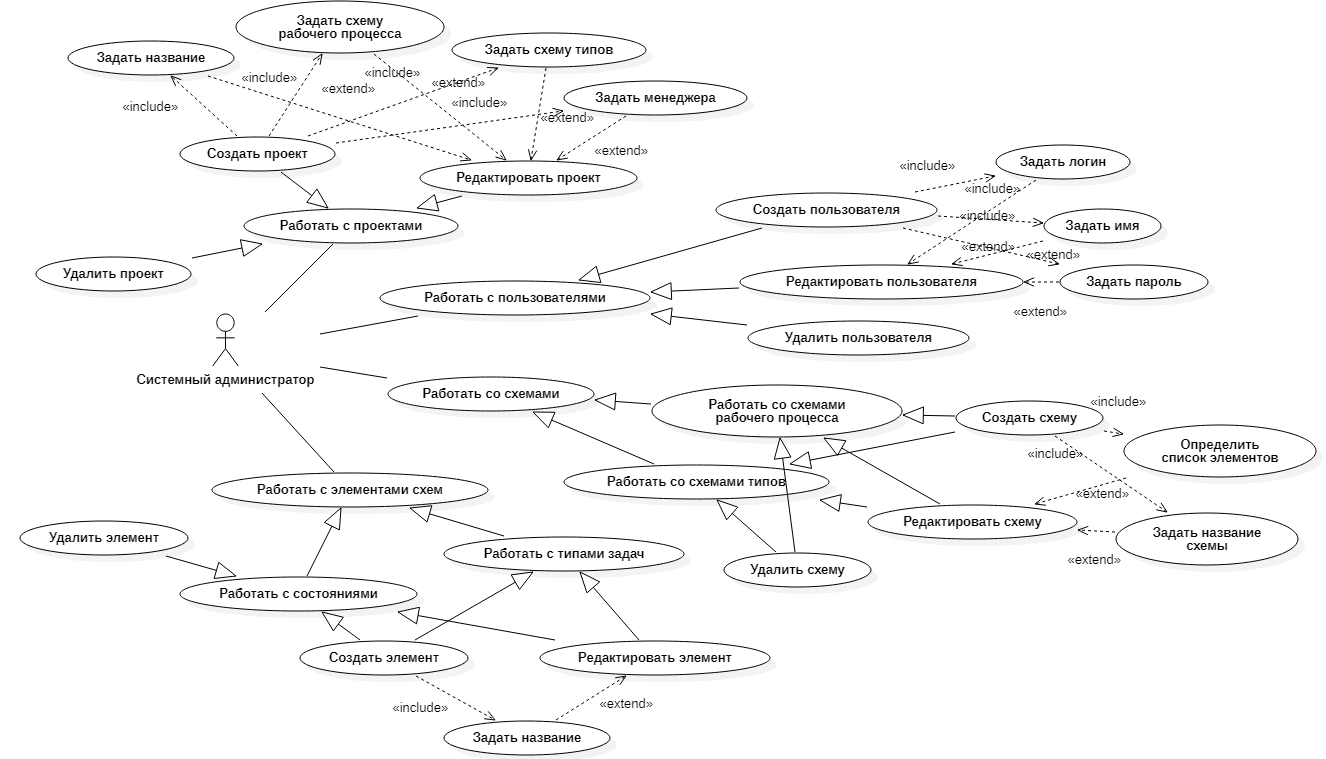 Задать схему
рабочего процесса
Задать название
Задать схему типов
«include»
«include»
«extend»
«extend»
Задать менеджера
«include»
«include»
«extend»
Создать проект
«extend»
Редактировать проект
Задать логин
«include»
«include»
Работать с проектами
Создать пользователя
«include»
Задать имя
«extend»
«extend»
Удалить проект
Редактировать пользователя
Задать пароль
Работать с пользователями
«extend»
Удалить пользователя
Системный администратор
Работать со схемами
Работать со схемами
рабочего процесса
Создать схему
«include»
Определить
список элементов
«include»
Работать со схемами типов
Работать с элементами схем
«extend»
Редактировать схему
Задать название
схемы
Удалить элемент
Работать с типами задач
«extend»
Удалить схему
Работать с состояниями
Создать элемент
Редактировать элемент
«include»
«extend»
Задать название